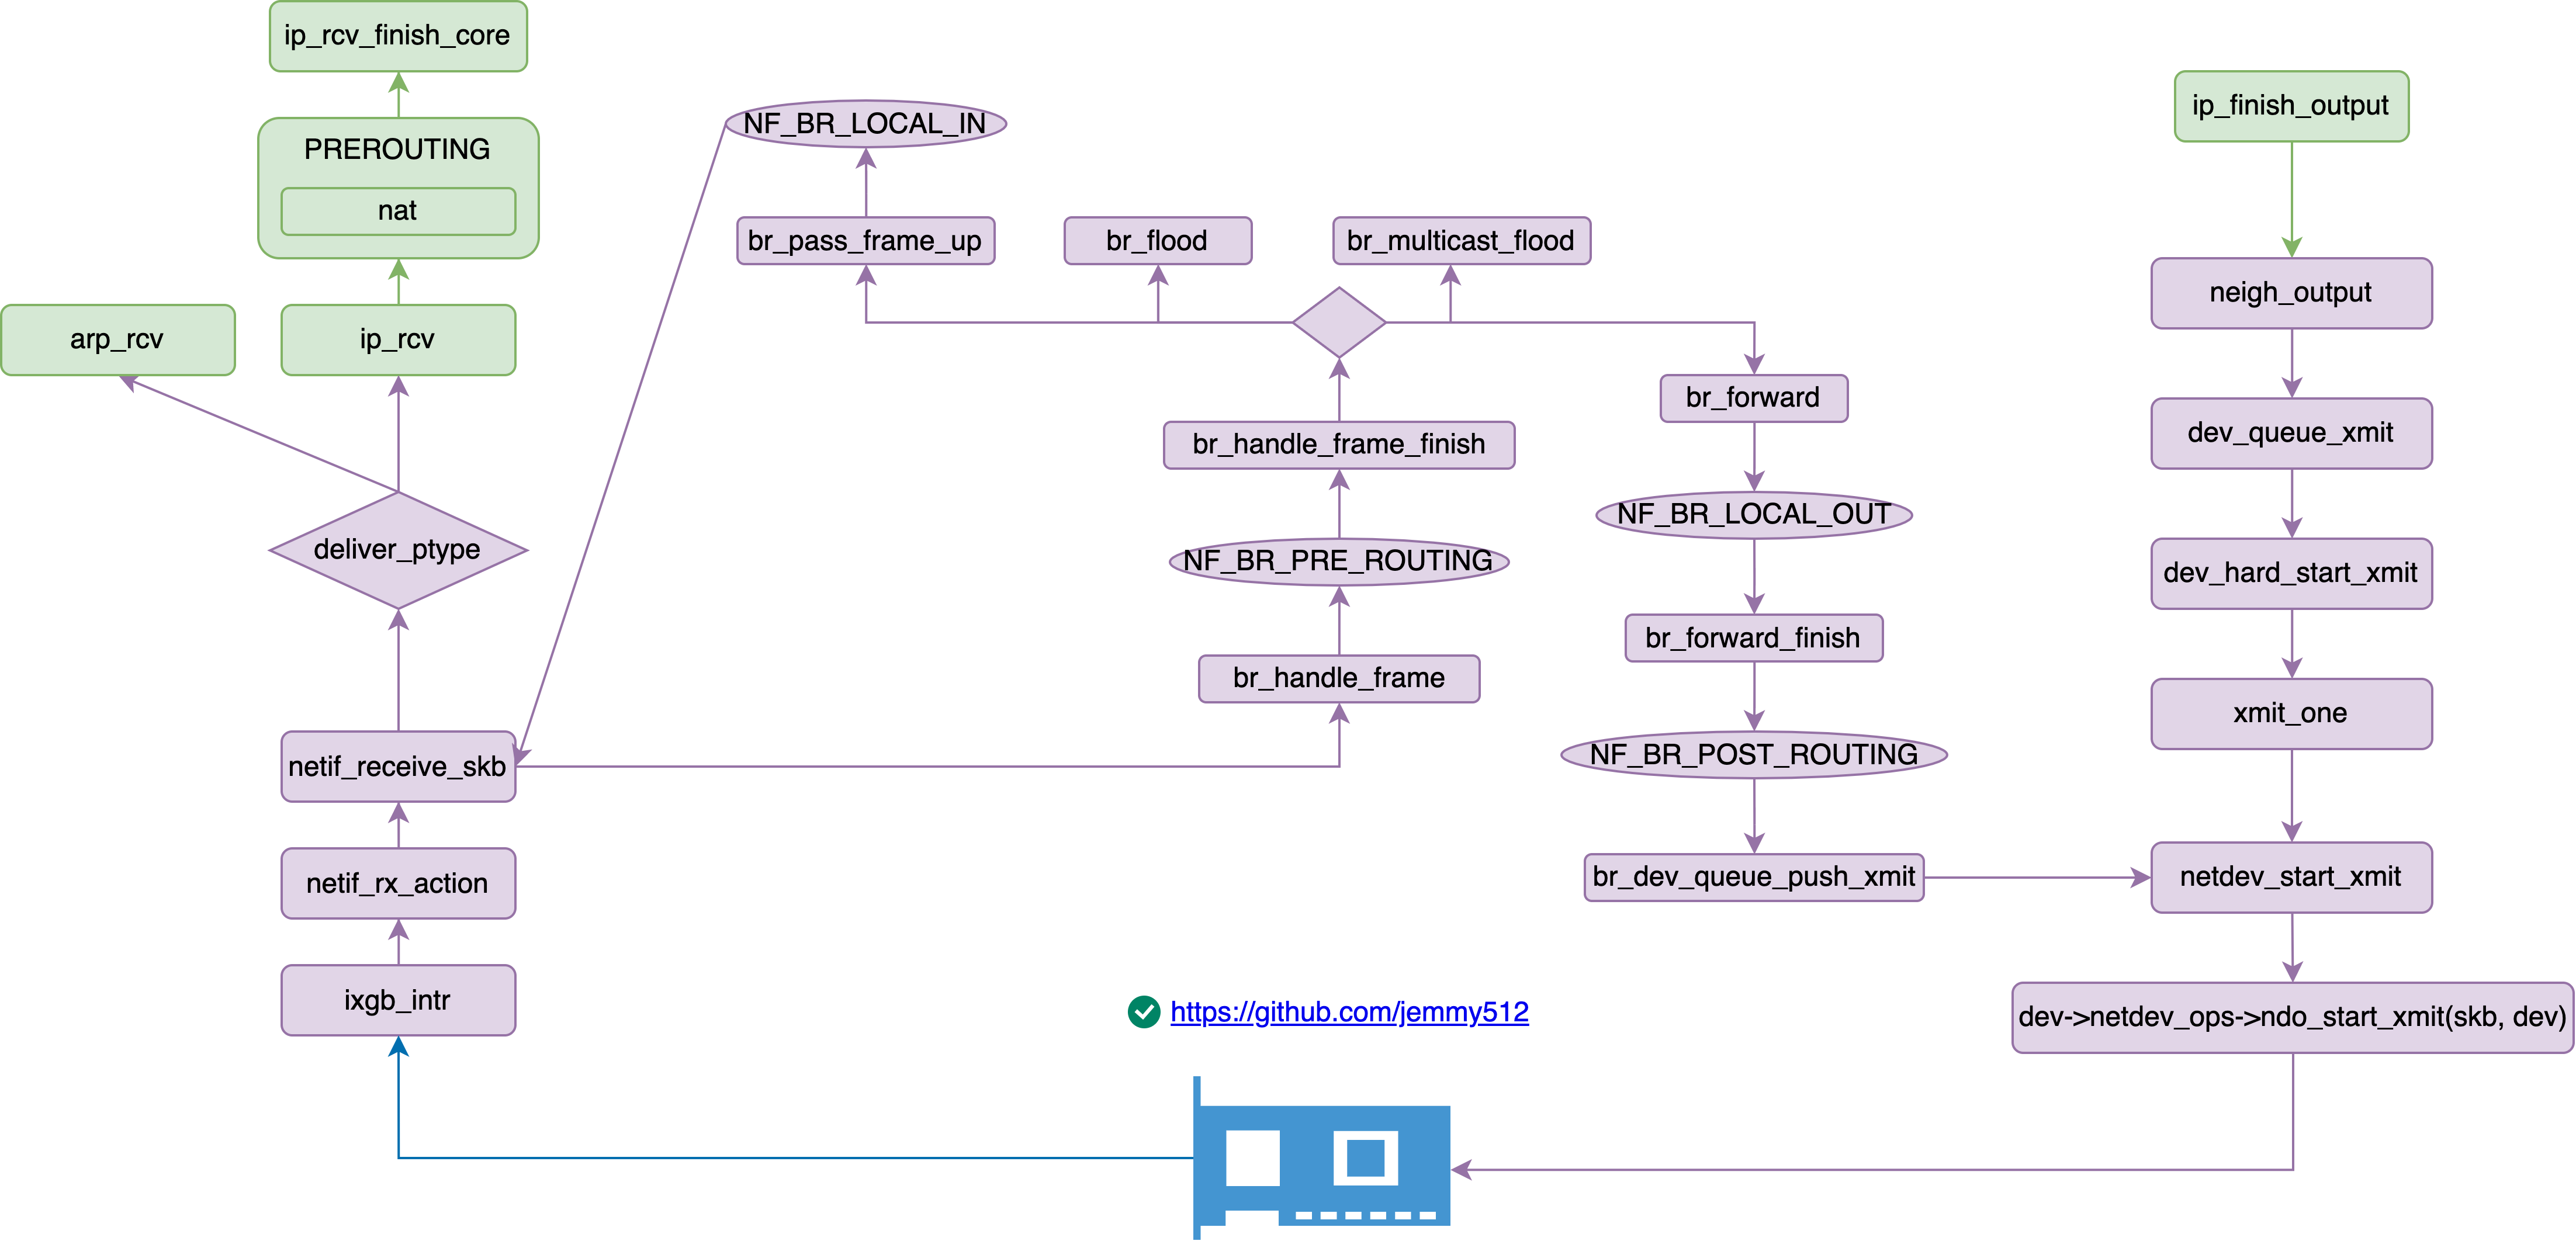 ip_rcv_finish_core
PREROUTING
nat
arp_rcv
ip_rcv
deliver_ptype
netif_receive_skb
netif_rx_action
ixgb_intr
NF_BR_LOCAL_IN
br_pass_frame_up
br_flood
br_multicast_flood
br_handle_frame_finish
NF_BR_PRE_ROUTING
br_handle_frame
br_forward
NF_BR_LOCAL_OUT
br_forward_finish
NF_BR_POST_ROUTING
br_dev_queue_push_xmit
ip_finish_output
neigh_output
dev_queue_xmit
dev_hard_start_xmit
xmit_one
netdev_start_xmit
dev->netdev_ops->ndo_start_xmit(skb, dev)
https://github.com/jemmy512